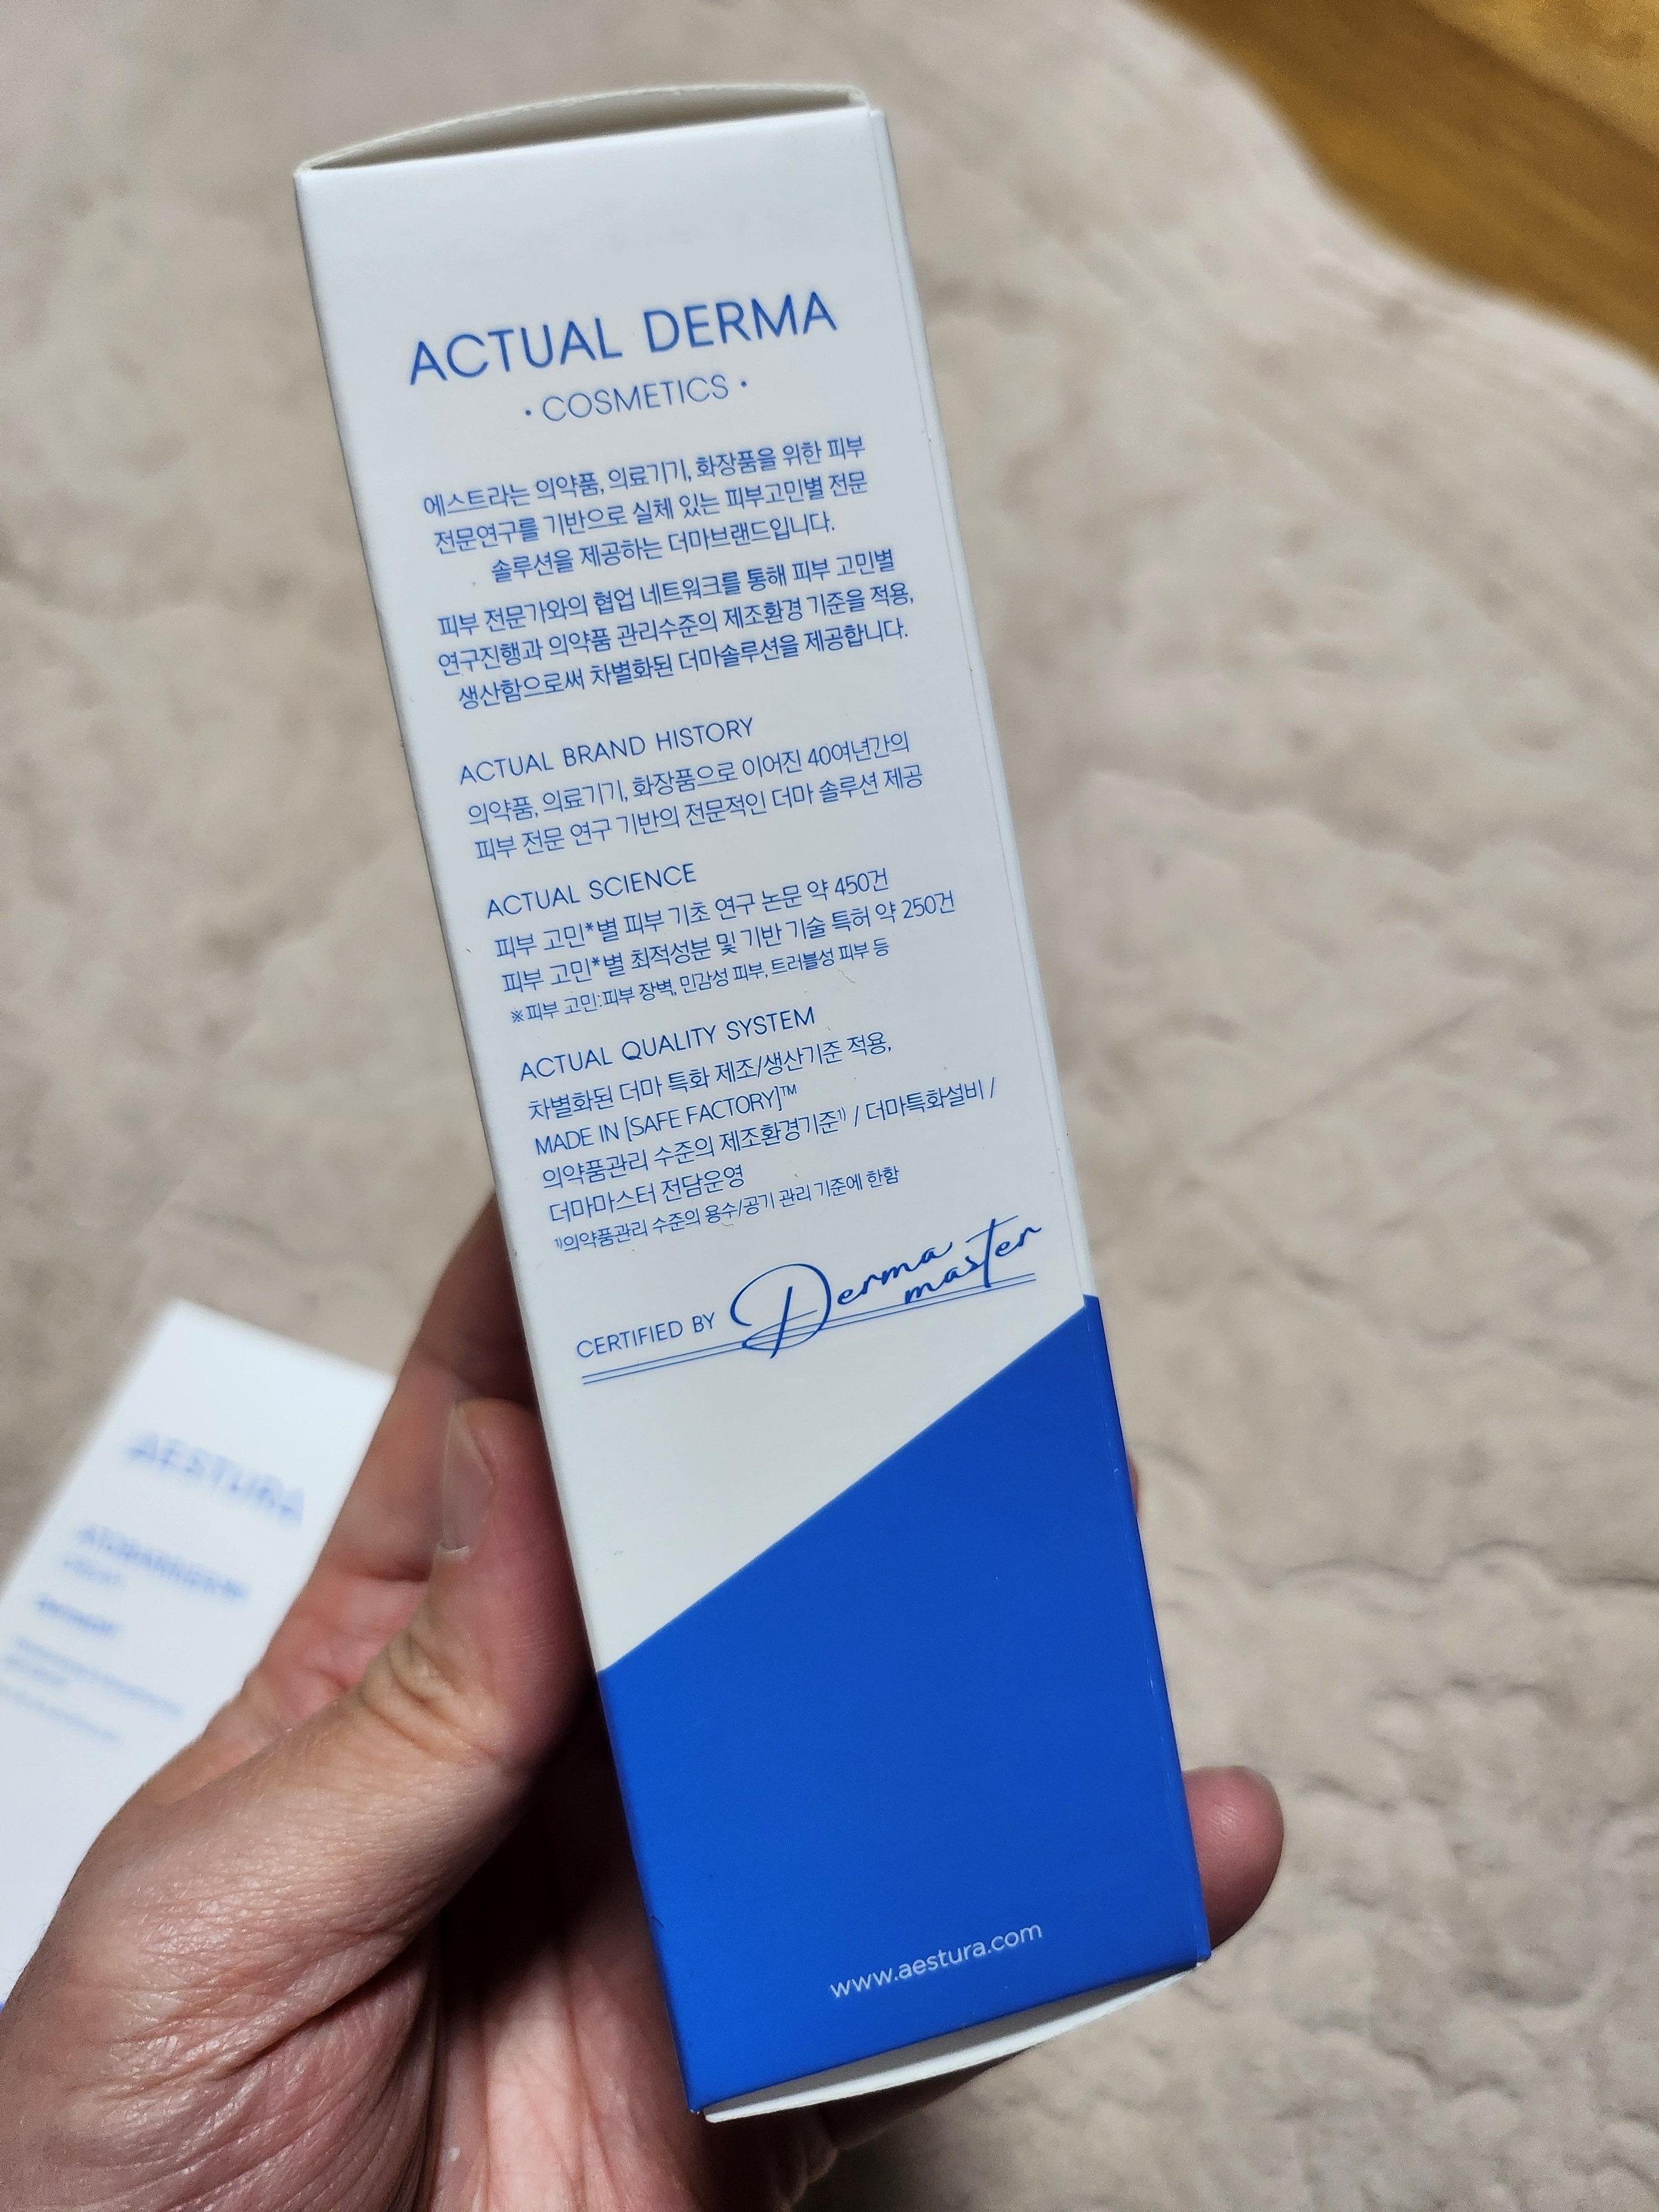 ACTUAL DERMA
· COSMETICS ·
에스트라는 의약품, 의료기기, 화장품을 위한 피부
전문연구를 기반으로 실체 있는 피부고민별 전문
솔루션을 제공하는 더마브랜드입니다.
피부 전문가와의 협업 네트워크를 통해 피부 고민별
연구진행과 의약품 관리수준의 제조환경 기준을 적용,
생산함으로써 차별화된 더마솔루션을 제공합니다.
ACTUAL BRAND HISTORY
의약품, 의료기기, 화장품으로 이어진 40여년간의
피부 전문 연구 기반의 전문적인 더마 솔루션 제공
ACTUAL SCIENCE
피부 고민*별 피부 기초 연구 논문 약 450건
피부 고민*별 최적성분 및 기반 기술 특허 약 250건
※피부 고민:피부 장벽, 민감성 피부, 트러블성 피부 등
ACTUAL QUALITY SYSTEM
차별화된 더마 특화 제조/생산기준 적용,
MADE IN [SAFE FACTORY]™
의약품관리 수준의 제조환경기준¹⁾ / 더마특화설비 /
더마마스터 전담운영
¹⁾의약품관리 수준의 용수/공기 관리 기준에 한함
CERTIFIED BY Derma master
www.aestura.com
AESTURA
ATOBARRIER